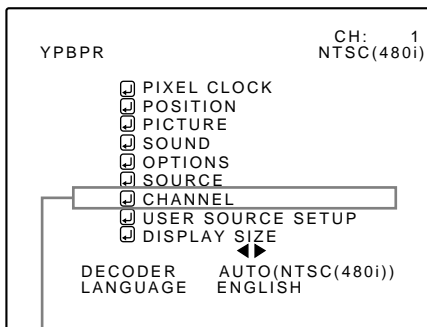 CH: 1
YPBPR NTSC(480i)
PIXEL CLOCK
POSITION
PICTURE
SOUND
OPTIONS
SOURCE
CHANNEL
USER SOURCE SETUP
DISPLAY SIZE
DECODER AUTO(NTSC(480i))
LANGUAGE ENGLISH